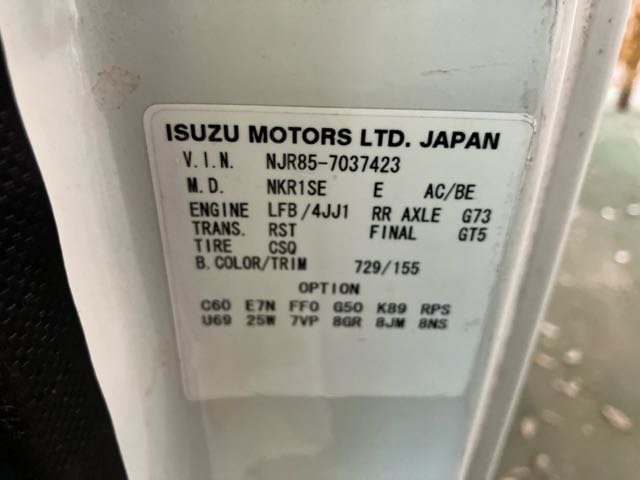 ISUZU MOTORS LTD. JAPAN
V.I.N. NJR85-7037423
M.D. NKR1SE E AC/BE
ENGINE LFB/4JJ1 RR AXLE G73
TRANS. RST FINAL GT5
TIRE CSQ
B.COLOR/TRIM 729/155
OPTION
C60 E7N FF0 G50 K89 RPS
U69 25W 7VP 8GR 8JM 8NS